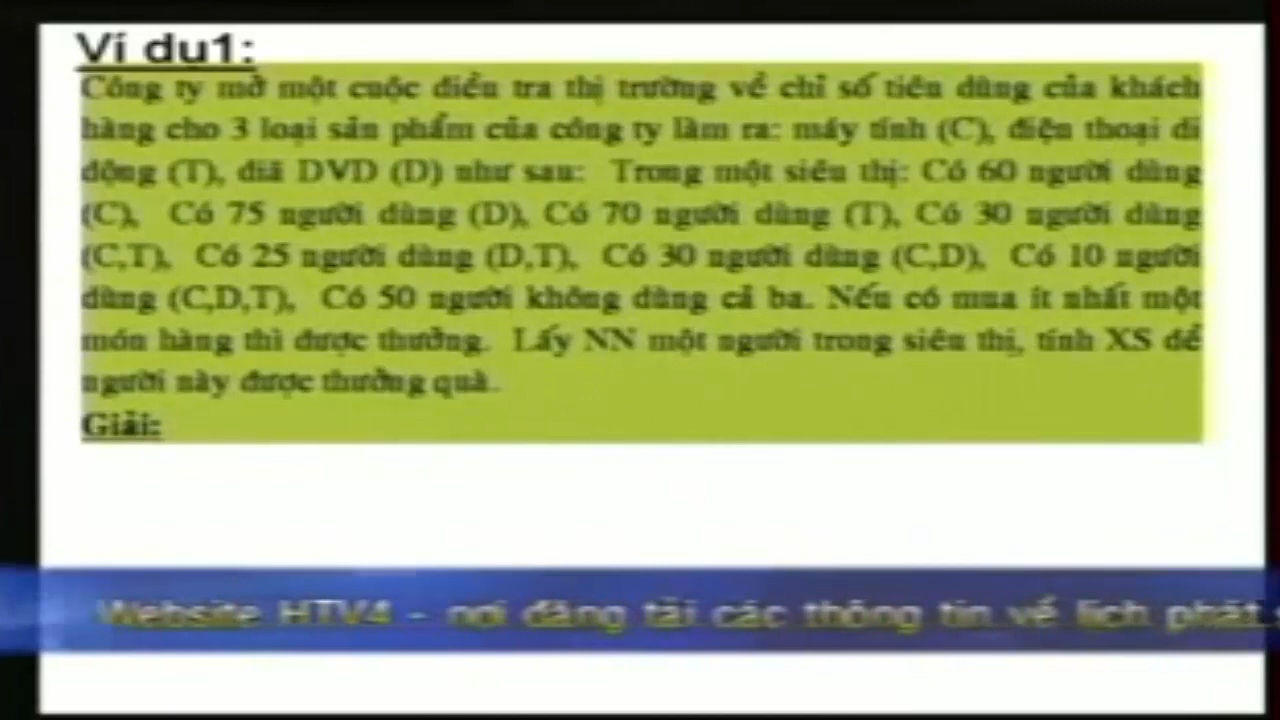 Ví dụ1:
Công ty mở một cuộc điều tra thị trường về chỉ số tiêu dùng của khách
hàng cho 3 loại sản phẩm của công ty làm ra: máy tính (C), điện thoại di
động (T), đĩa DVD (D) như sau: Trong một siêu thị: Có 60 người dùng
(C), Có 75 người dùng (D), Có 70 người dùng (T), Có 30 người dùng
(C,T), Có 25 người dùng (D,T), Có 30 người dùng (C,D), Có 10 người
dùng (C,D,T), Có 50 người không dùng cả ba. Nếu có mua ít nhất một
món hàng thì được thưởng. Lấy NN một người trong siêu thị, tính XS để
người này được thưởng quà.
Giải:
Website HTV4 - nơi đăng tải các thông tin về lịch phát